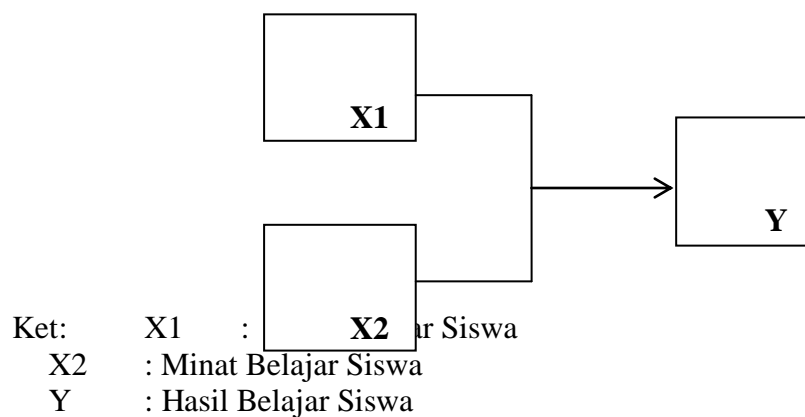 X1
Y
X2
Ket: X1 : ar Siswa
X2 : Minat Belajar Siswa
Y : Hasil Belajar Siswa